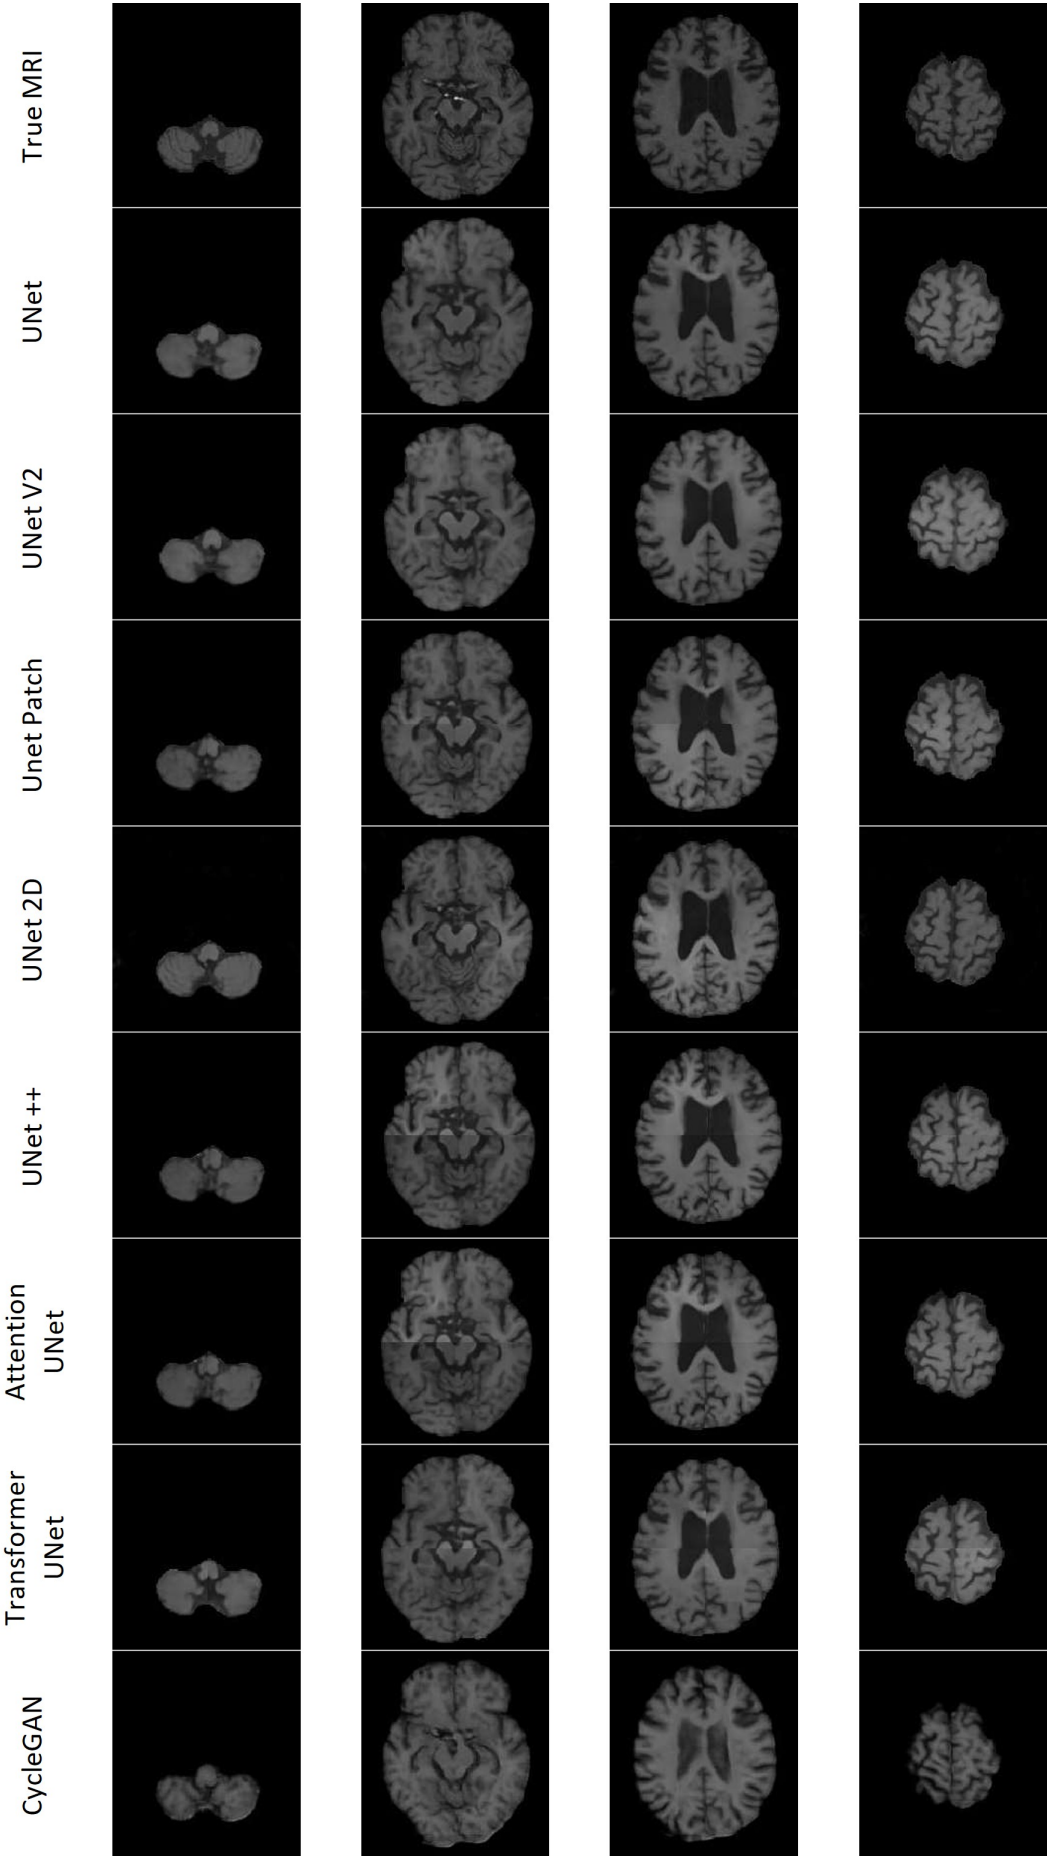 True MRI
UNet
UNet V2
Unet Patch
UNet 2D
UNet ++
Attention
UNet
Transformer
UNet
CycleGAN